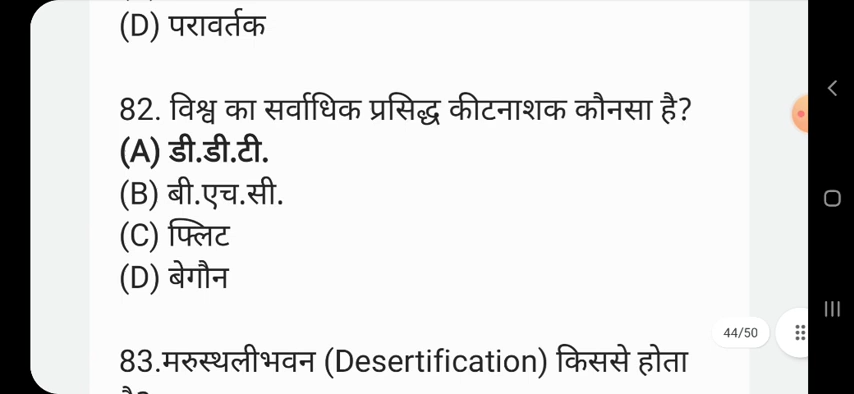 (D) परावर्तक
82. विश्व का सर्वाधिक प्रसिद्ध कीटनाशक कौनसा है?
(A) डी.डी.टी.
(B) बी.एच.सी.
(C) फ्लिट
(D) बेगौन
44/50
83.मरुस्थलीभवन (Desertification) किससे होता